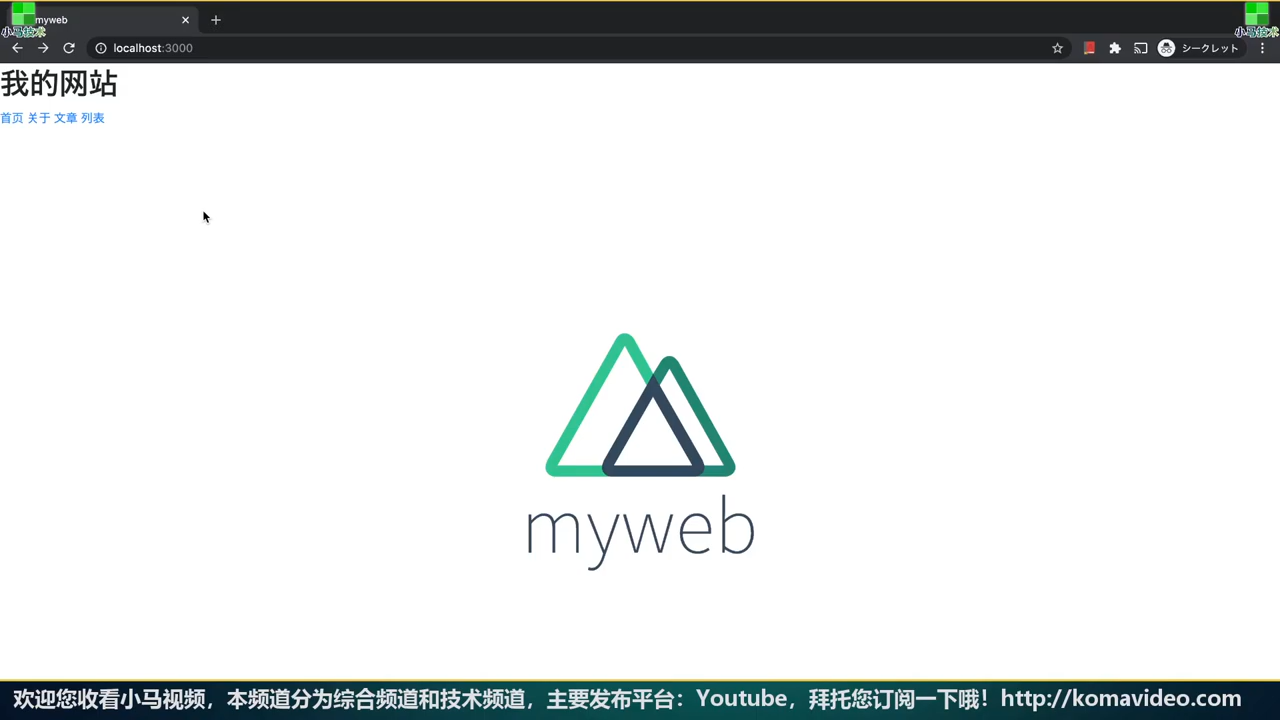 myweb
小马技术
小马技术
localhost:3000
シークレット
我的网站
首页 关于 文章 列表
myweb
欢迎您收看小马视频，本频道分为综合频道和技术频道，主要发布平台：Youtube，拜托您订阅一下哦！http://komavideo.com